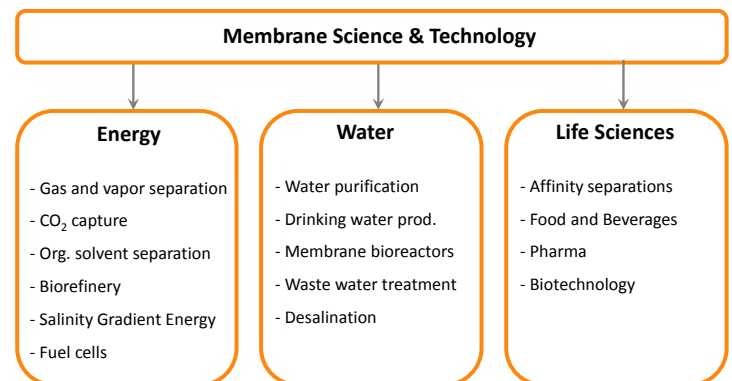 Membrane Science & Technology
Energy
- Gas and vapor separation
- CO₂ capture
- Org. solvent separation
- Biorefinery
- Salinity Gradient Energy
- Fuel cells
Water
- Water purification
- Drinking water prod.
- Membrane bioreactors
- Waste water treatment
- Desalination
Life Sciences
- Affinity separations
- Food and Beverages
- Pharma
- Biotechnology